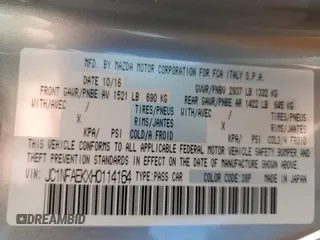 MFD. BY MAZDA MOTOR CORPORATION FOR FCA ITALY S.P.A.
DATE 10/16 GVWR/PNBV 2937 LB 1332 KG
FRONT GAWR/PNBE AV 1521 LB 690 KG REAR GAWR/PNBE AR 1422 LB 645 KG
WITH/AVEC / TIRES/PNEUS WITH/AVEC / TIRES/PNEUS
X RIMS/JANTES X RIMS/JANTES
KPA/ PSI COLD/A FROID KPA/ PSI COLD/A FROID
THIS VEHICLE CONFORMS TO ALL APPLICABLE FEDERAL MOTOR VEHICLE SAFETY, BUMPER, AND
THEFT PREVENTION STANDARDS IN EFFECT ON THE DATE OF MANUFACTURE SHOWN ABOVE.
VIN: JC1NFAEKXH0114164 TYPE:PASS CAR COLOR CODE: MADE IN JAPAN
RIDESAFELY